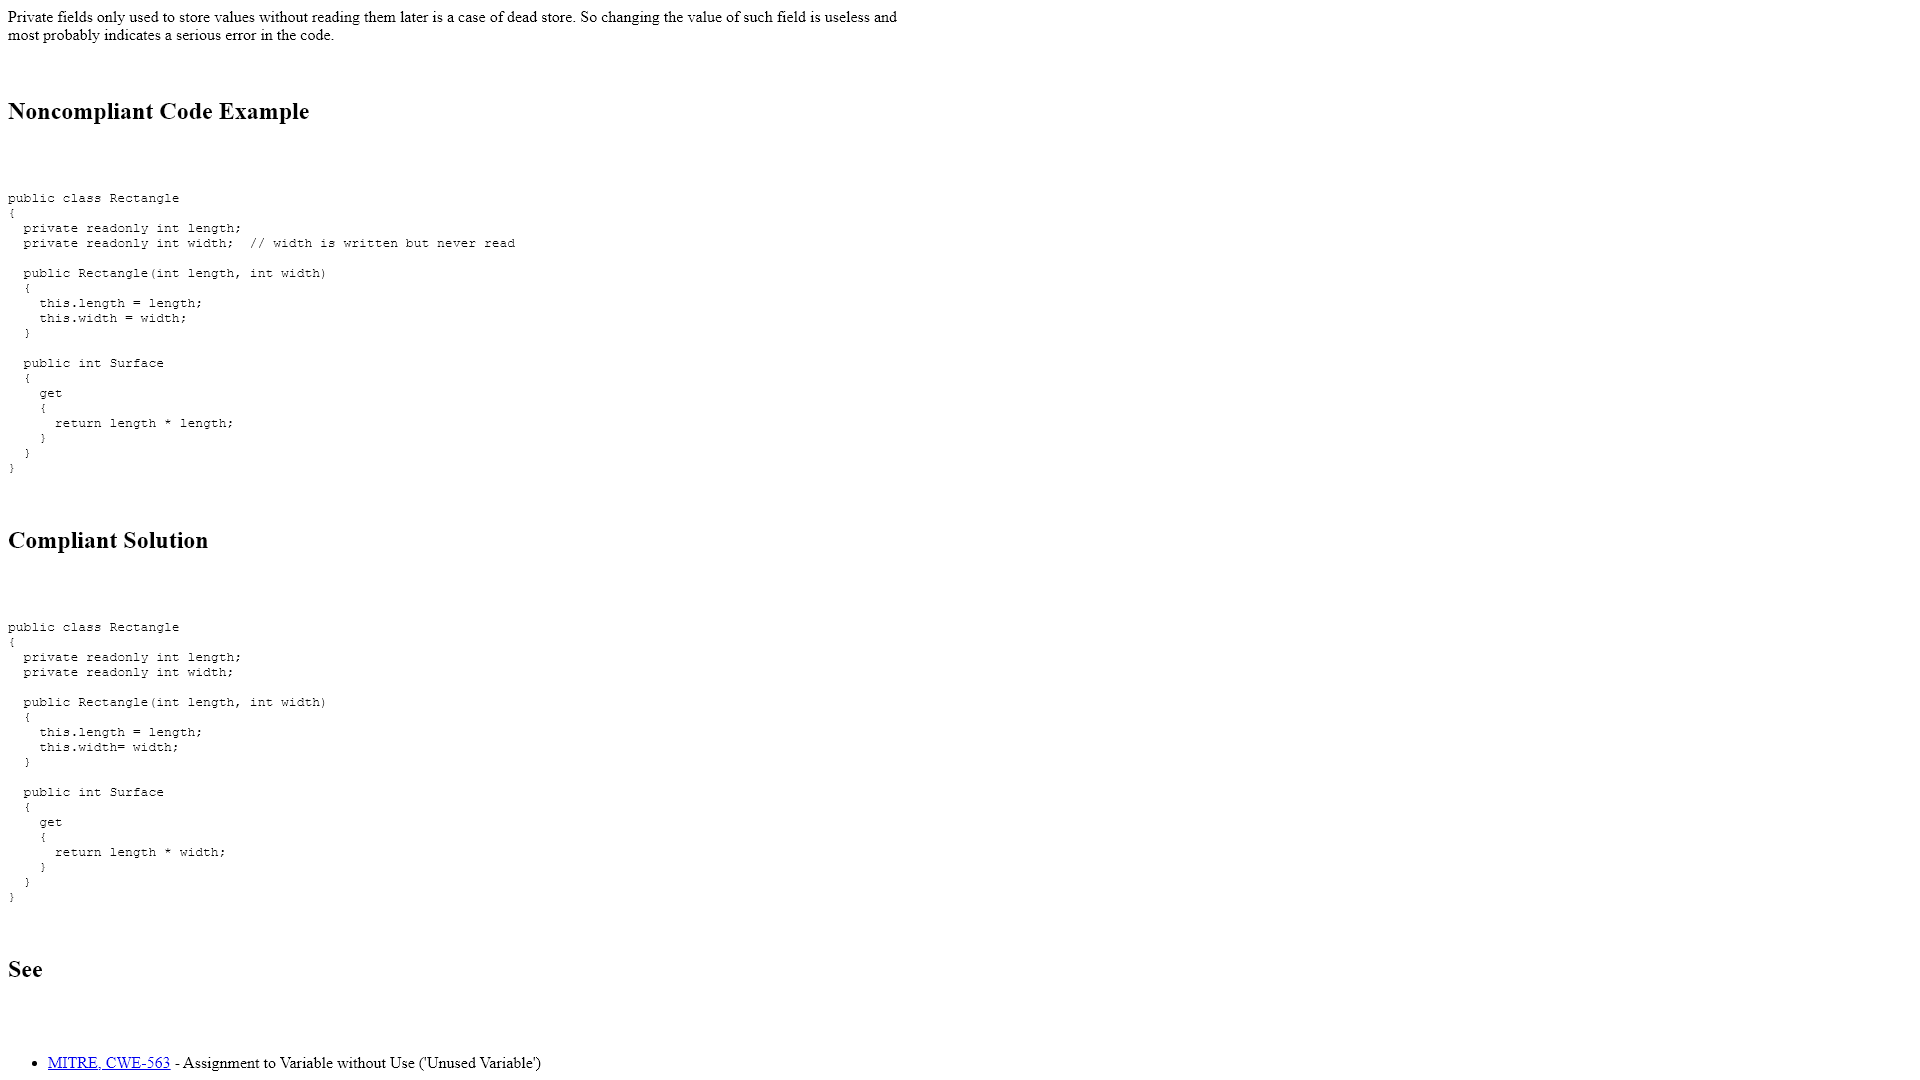 Private fields only used to store values without reading them later is a case of dead store. So changing the value of such field is useless and
most probably indicates a serious error in the code.
Noncompliant Code Example
public class Rectangle
{
  private readonly int length;
  private readonly int width;  // width is written but never read
  public Rectangle(int length, int width)
  {
    this.length = length;
    this.width = width;
  }
  public int Surface
  {
    get
    {
      return length * length;
    }
  }
}
Compliant Solution
public class Rectangle
{
  private readonly int length;
  private readonly int width;
  public Rectangle(int length, int width)
  {
    this.length = length;
    this.width= width;
  }
  public int Surface
  {
    get
    {
      return length * width;
    }
  }
}
See
• MITRE, CWE-563 - Assignment to Variable without Use ('Unused Variable')